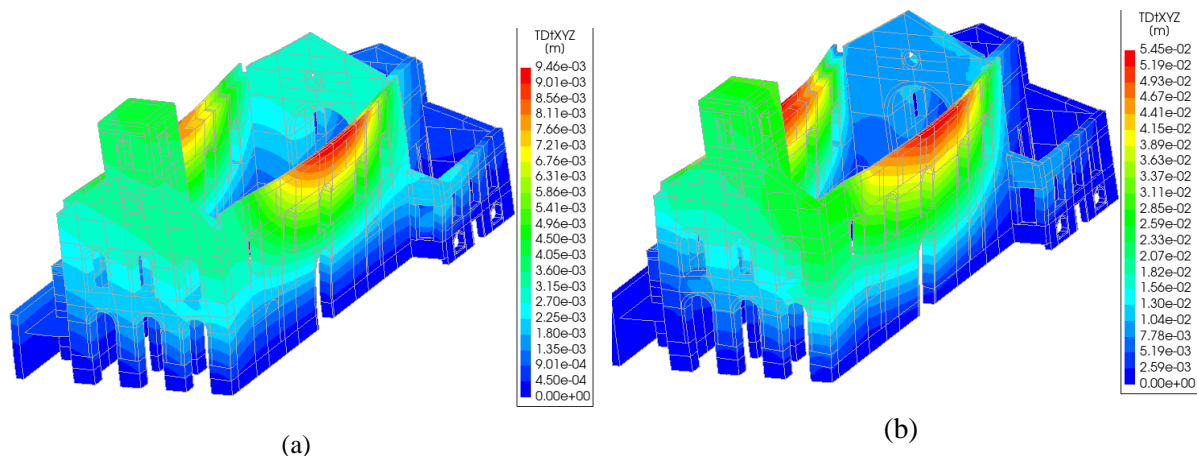 TDtXYZ
(m)
9.46e-03
9.01e-03
8.56e-03
8.11e-03
7.66e-03
7.21e-03
6.76e-03
6.31e-03
5.86e-03
5.41e-03
4.96e-03
4.50e-03
4.05e-03
3.60e-03
3.15e-03
2.70e-03
2.25e-03
1.80e-03
1.35e-03
9.01e-04
4.50e-04
0.00e+00
(a)
TDtXYZ
(m)
5.45e-02
5.19e-02
4.93e-02
4.67e-02
4.41e-02
4.15e-02
3.89e-02
3.63e-02
3.37e-02
3.11e-02
2.85e-02
2.59e-02
2.33e-02
2.07e-02
1.82e-02
1.56e-02
1.30e-02
1.04e-02
7.78e-03
5.19e-03
2.59e-03
0.00e+00
(b)